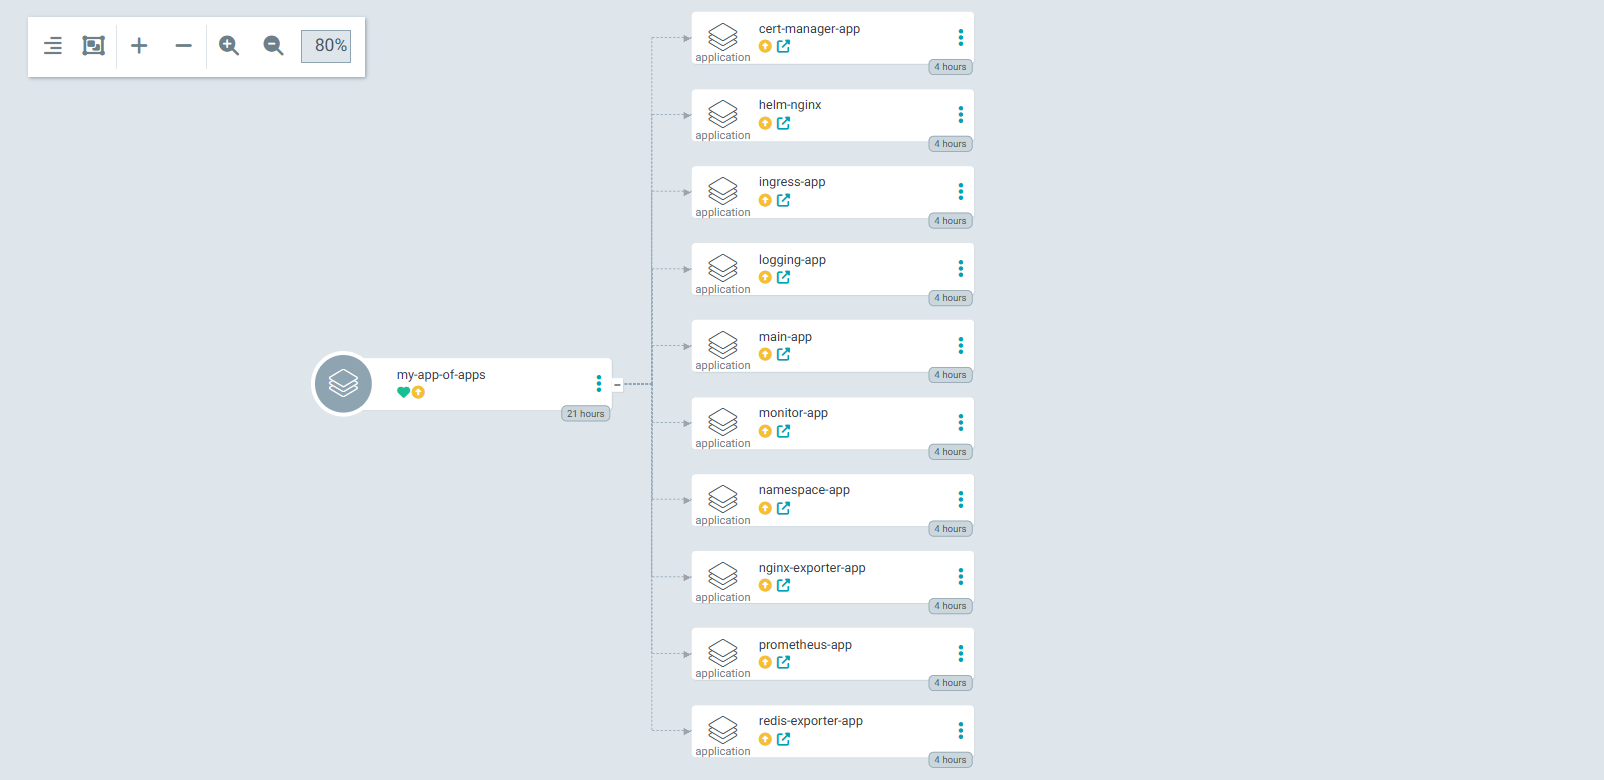 80%
my-app-of-apps
21 hours
cert-manager-app
application
4 hours
helm-nginx
application
4 hours
ingress-app
application
4 hours
logging-app
application
4 hours
main-app
application
4 hours
monitor-app
application
4 hours
namespace-app
application
4 hours
nginx-exporter-app
application
4 hours
prometheus-app
application
4 hours
redis-exporter-app
application
4 hours